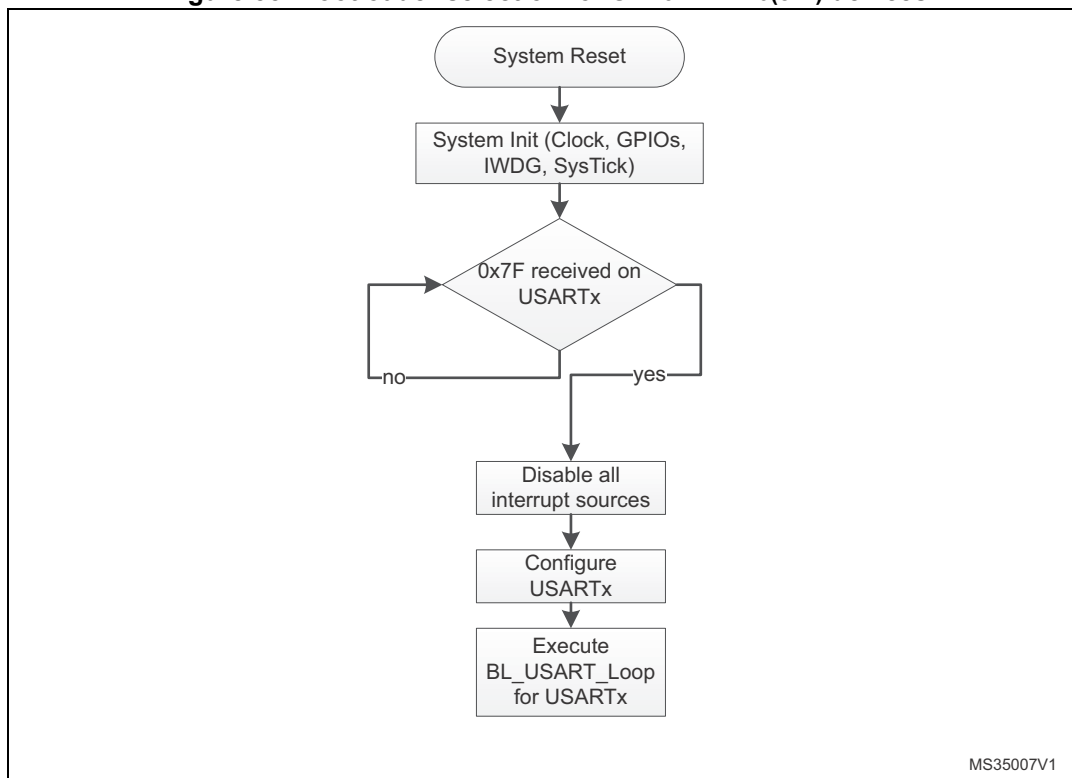 System Reset
System Init (Clock, GPIOs,
IWDG, SysTick)
0x7F received on
USARTx
no
yes
Disable all
interrupt sources
Configure
USARTx
Execute
BL_USART_Loop
for USARTx
MS35007V1